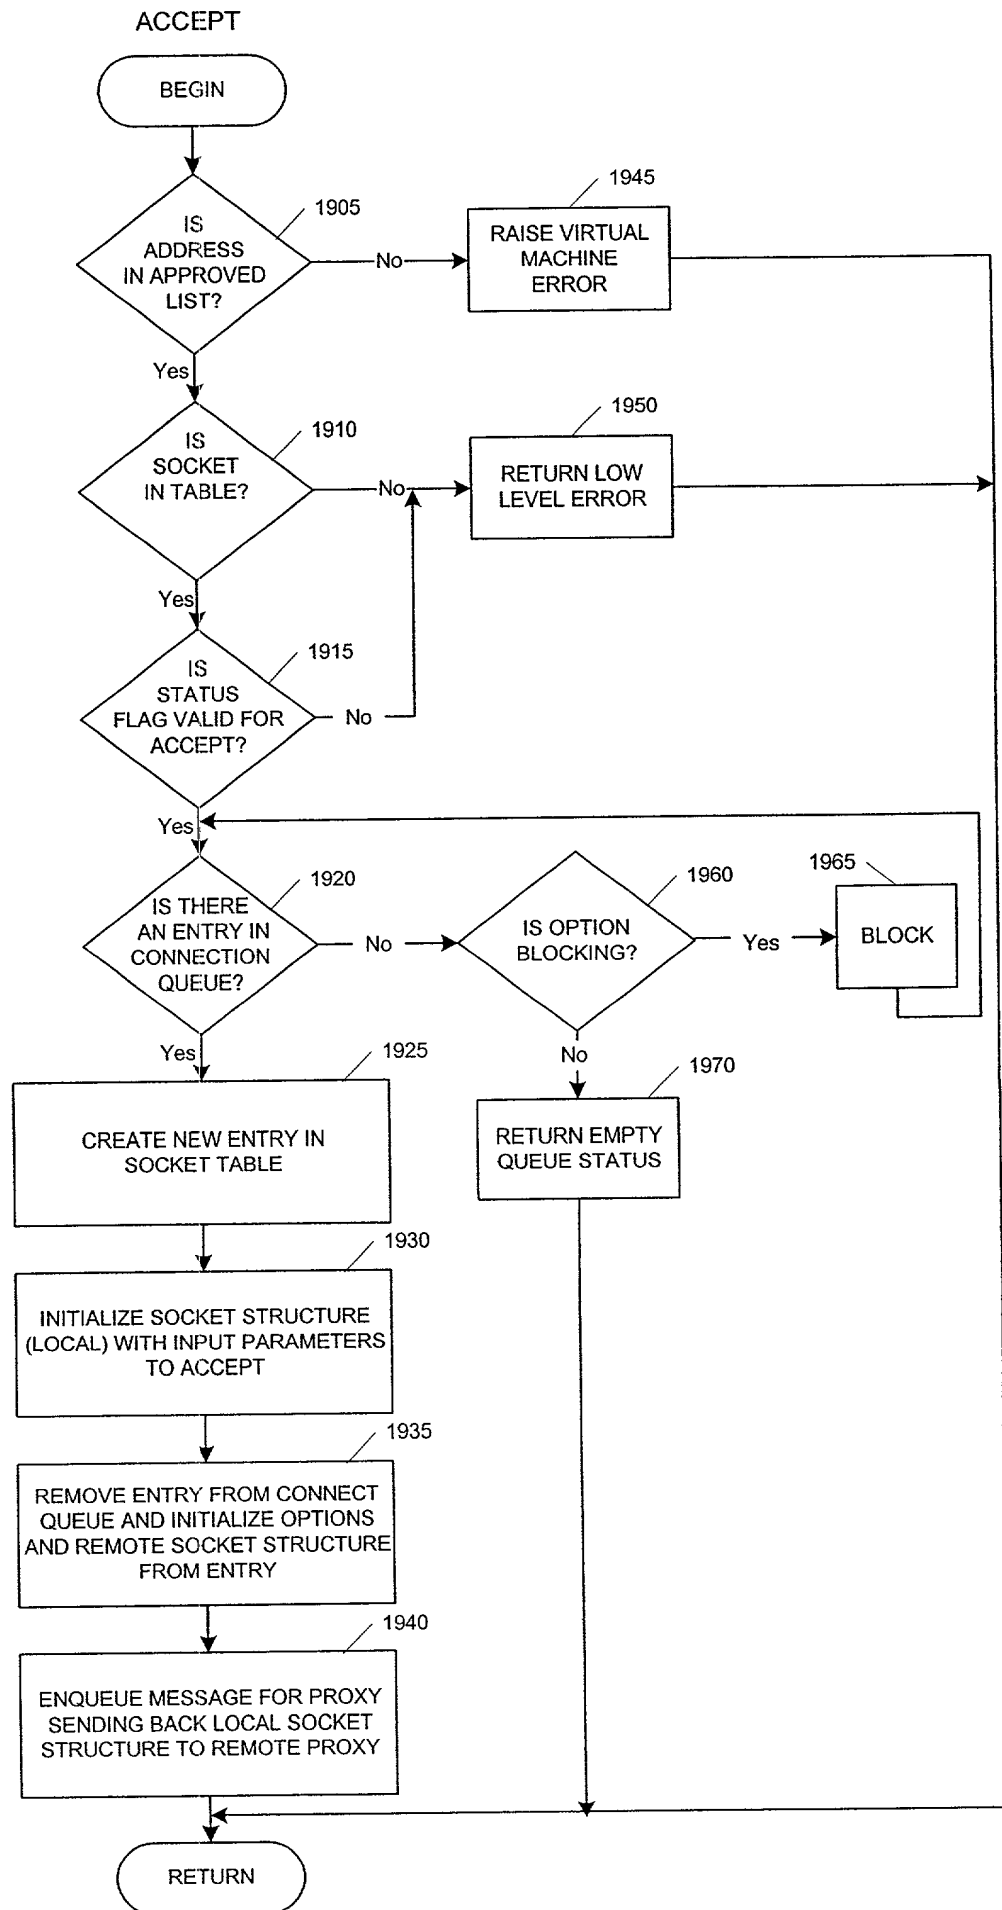 ACCEPT
BEGIN
1905
IS
ADDRESS
IN APPROVED
LIST?
No
1945
RAISE VIRTUAL
MACHINE
ERROR
Yes
1910
IS
SOCKET
IN TABLE?
No
1950
RETURN LOW
LEVEL ERROR
Yes
1915
IS
STATUS
FLAG VALID FOR
ACCEPT?
No
Yes
1920
IS THERE
AN ENTRY IN
CONNECTION
QUEUE?
No
1960
IS OPTION
BLOCKING?
Yes
1965
BLOCK
No
1970
RETURN EMPTY
QUEUE STATUS
Yes
1925
CREATE NEW ENTRY IN
SOCKET TABLE
1930
INITIALIZE SOCKET STRUCTURE
(LOCAL) WITH INPUT PARAMETERS
TO ACCEPT
1935
REMOVE ENTRY FROM CONNECT
QUEUE AND INITIALIZE OPTIONS
AND REMOTE SOCKET STRUCTURE
FROM ENTRY
1940
ENQUEUE MESSAGE FOR PROXY
SENDING BACK LOCAL SOCKET
STRUCTURE TO REMOTE PROXY
RETURN